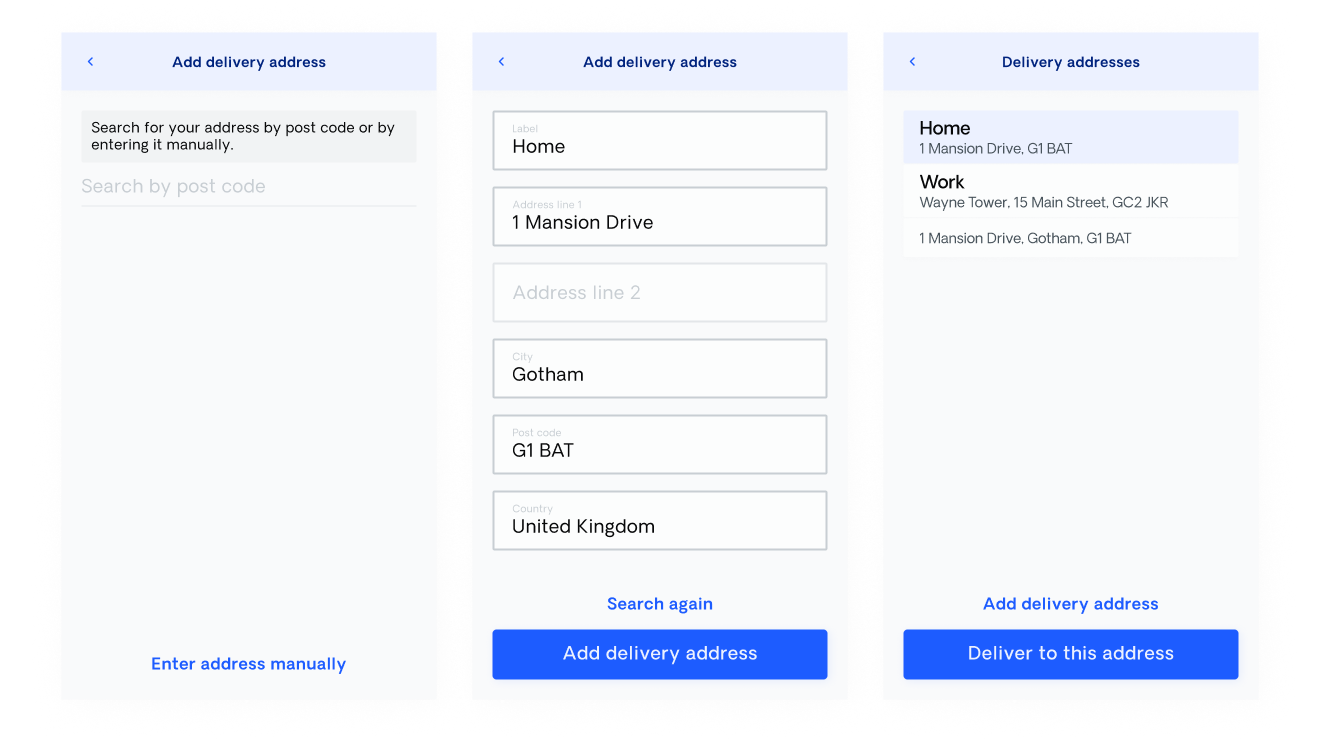 Add delivery address
Search for your address by post code or by
entering it manually.
Search by post code
Enter address manually
Add delivery address
Label
Home
Address line 1
1 Mansion Drive
Address line 2
City
Gotham
Post code
G1 BAT
Country
United Kingdom
Search again
Add delivery address
Delivery addresses
Home
1 Mansion Drive, G1 BAT
Work
Wayne Tower, 15 Main Street, GC2 JKR
1 Mansion Drive, Gotham, G1 BAT
Add delivery address
Deliver to this address